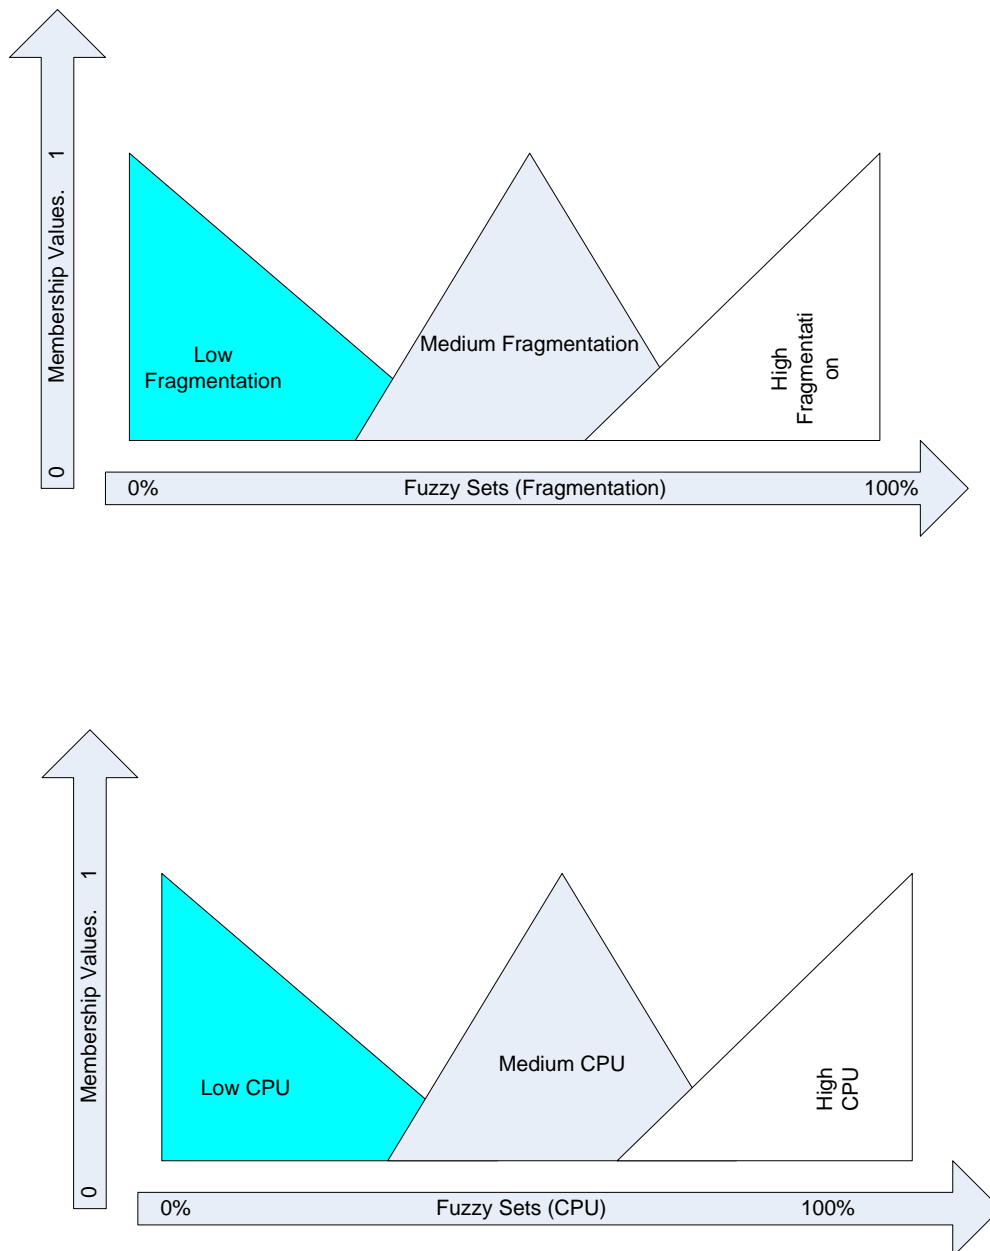 0 Membership Values. 1
Low
Fragmentation
Medium Fragmentation
High
Fragmentati
on
0% Fuzzy Sets (Fragmentation) 100%
0 Membership Values. 1
Low CPU
Medium CPU
High
CPU
0% Fuzzy Sets (CPU) 100%